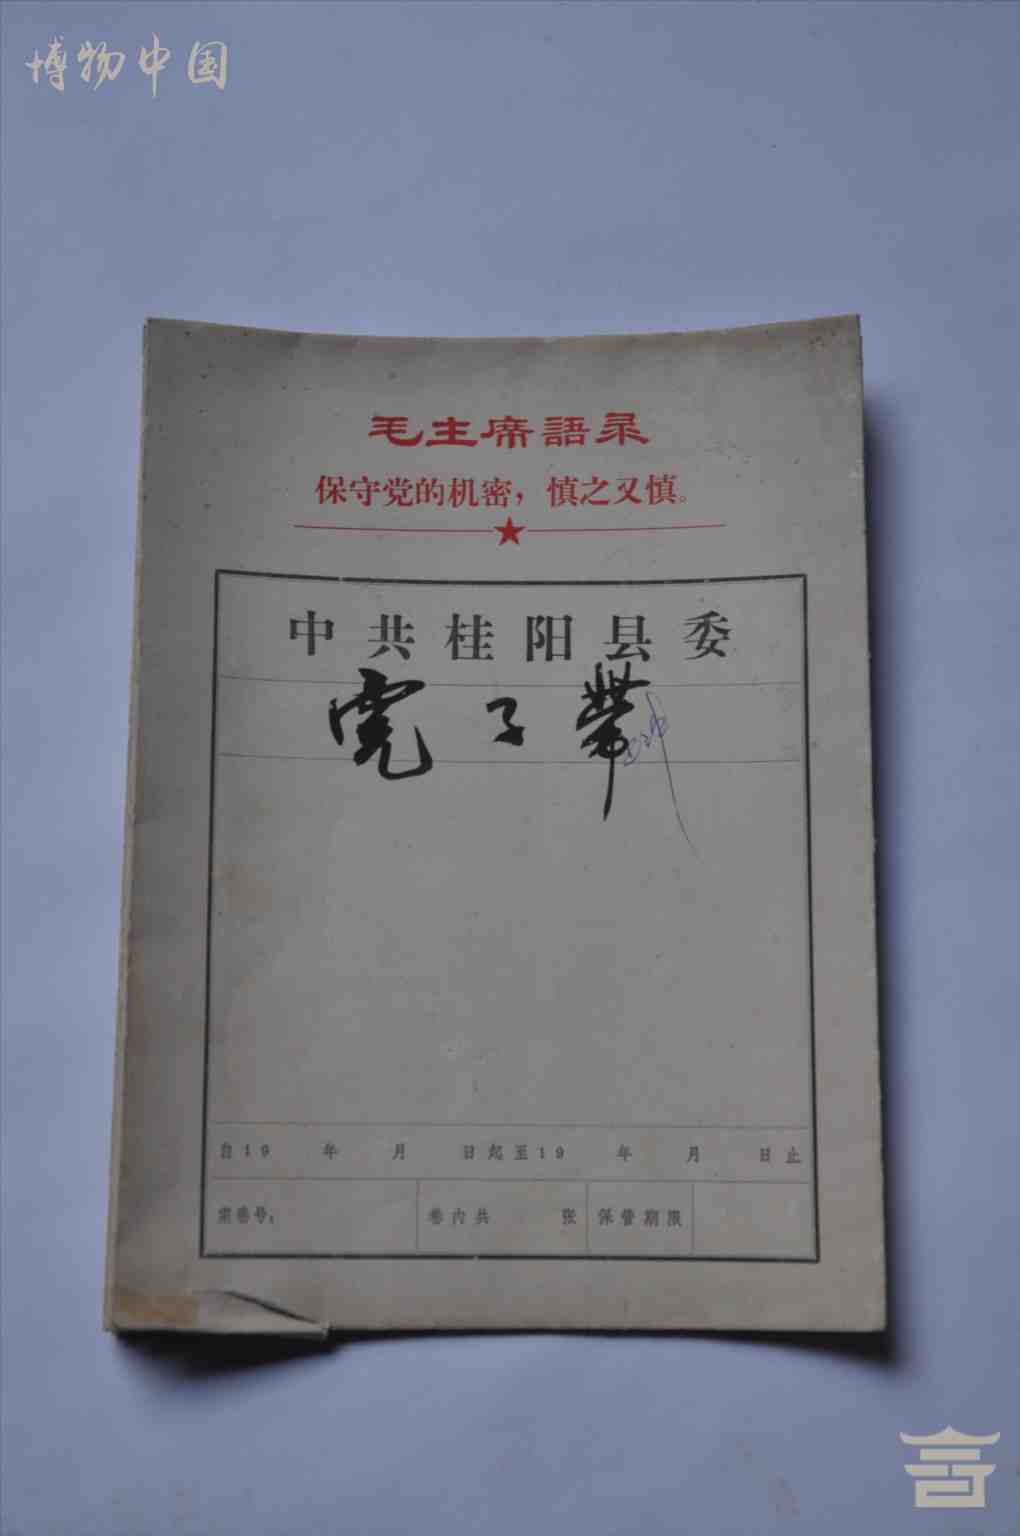 博物中国
毛主席語录
保守党的机密，慎之又慎。
中共桂阳县委
自19 年 月 日起至19 年 月 日止
案卷号： 卷内共 张 保管期限